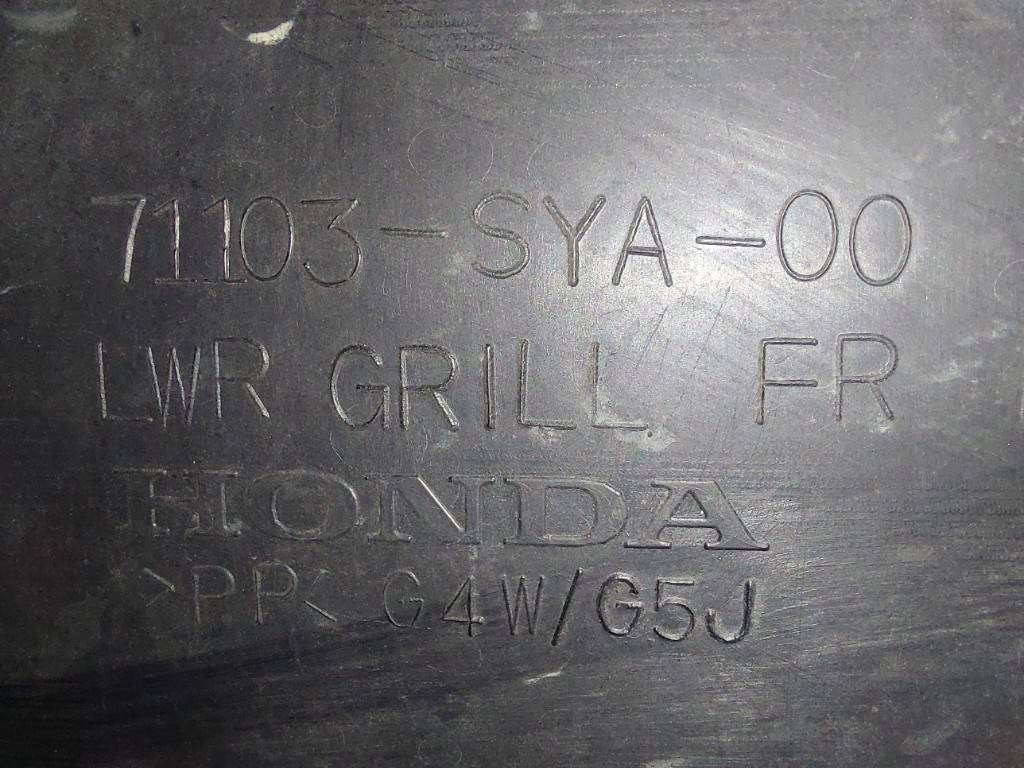 71103-SYA-00
LWR GRILL FR
HONDA
>PP< G4W/G5J